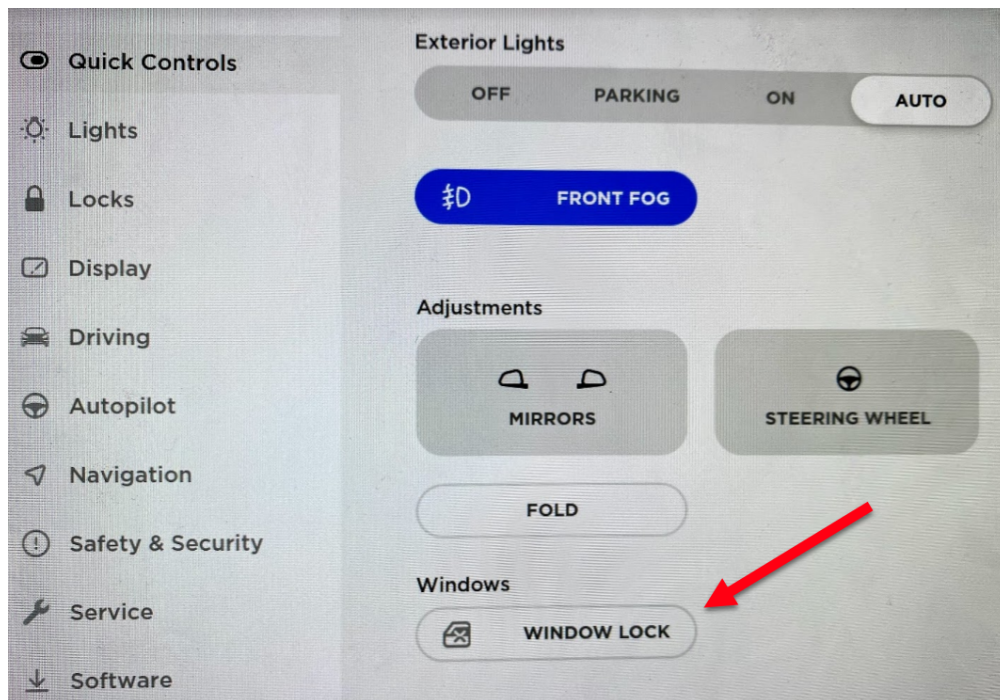 Quick Controls
Lights
Locks
Display
Driving
Autopilot
Navigation
Safety & Security
Service
Software
Exterior Lights
OFF PARKING ON AUTO
FRONT FOG
Adjustments
MIRRORS STEERING WHEEL
FOLD
Windows
WINDOW LOCK